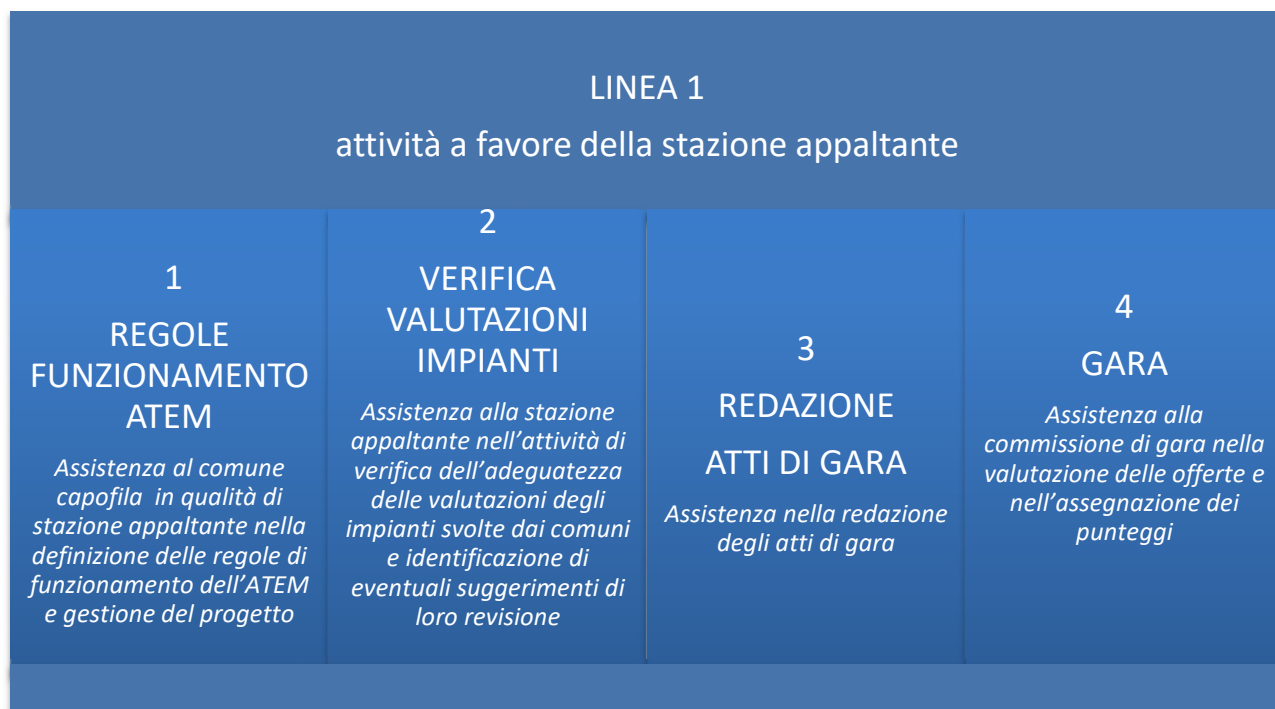 LINEA 1
attività a favore della stazione appaltante
1
REGOLE
FUNZIONAMENTO
ATEM
Assistenza al comune
capofila in qualità di
stazione appaltante nella
definizione delle regole di
funzionamento dell’ATEM
e gestione del progetto
2
VERIFICA
VALUTAZIONI
IMPIANTI
Assistenza alla stazione
appaltante nell’attività di
verifica dell’adeguatezza
delle valutazioni degli
impianti svolte dai comuni
e identificazione di
eventuali suggerimenti di
loro revisione
3
REDAZIONE
ATTI DI GARA
Assistenza nella redazione
degli atti di gara
4
GARA
Assistenza alla
commissione di gara nella
valutazione delle offerte e
nell’assegnazione dei
punteggi